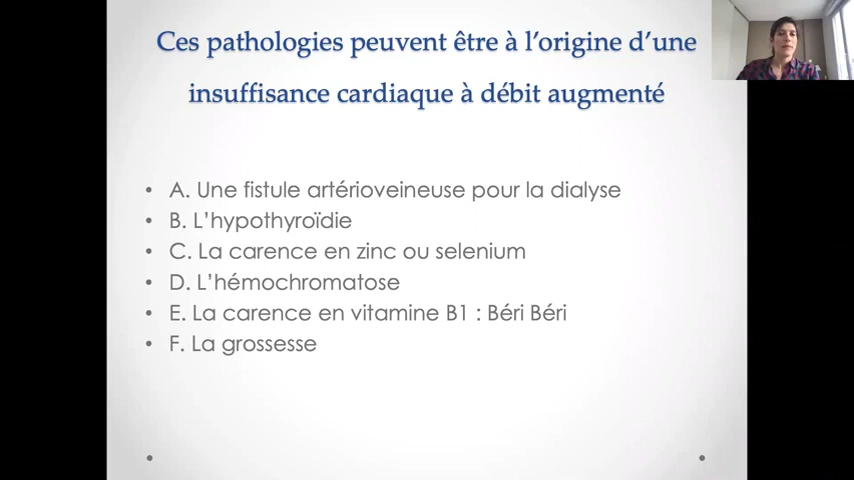 Ces pathologies peuvent être à l’origine d’une
insuffisance cardiaque à débit augmenté
• A. Une fistule artérioveineuse pour la dialyse
• B. L’hypothyroïdie
• C. La carence en zinc ou selenium
• D. L’hémochromatose
• E. La carence en vitamine B1 : Béri Béri
• F. La grossesse